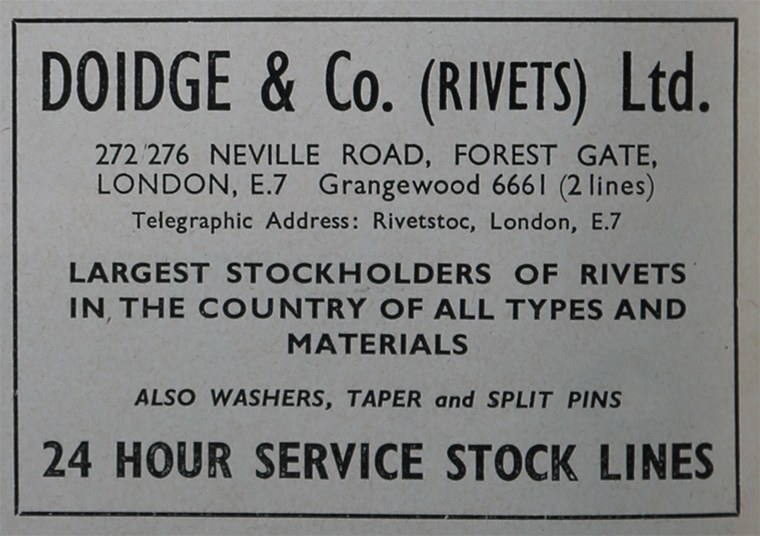 DOIDGE & Co. (RIVETS) Ltd.
272/276 NEVILLE ROAD, FOREST GATE,
LONDON, E.7 Grangewood 6661 (2 lines)
Telegraphic Address: Rivetstoc, London, E.7
LARGEST STOCKHOLDERS OF RIVETS
IN THE COUNTRY OF ALL TYPES AND
MATERIALS
ALSO WASHERS, TAPER and SPLIT PINS
24 HOUR SERVICE STOCK LINES